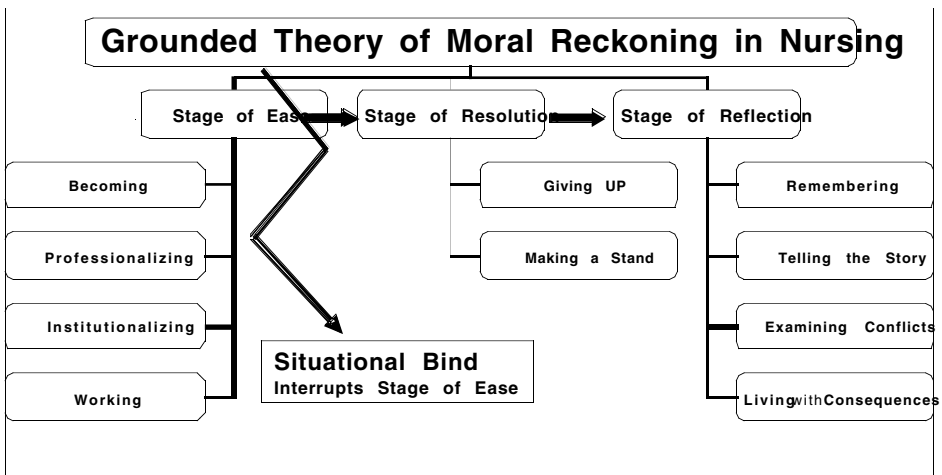 Grounded Theory of Moral Reckoning in Nursing
Stage of Ease
Stage of Resolution
Stage of Reflection
Becoming
Professionalizing
Institutionalizing
Working
Giving UP
Making a Stand
Remembering
Telling the Story
Examining Conflicts
Living with Consequences
Situational Bind
Interrupts Stage of Ease